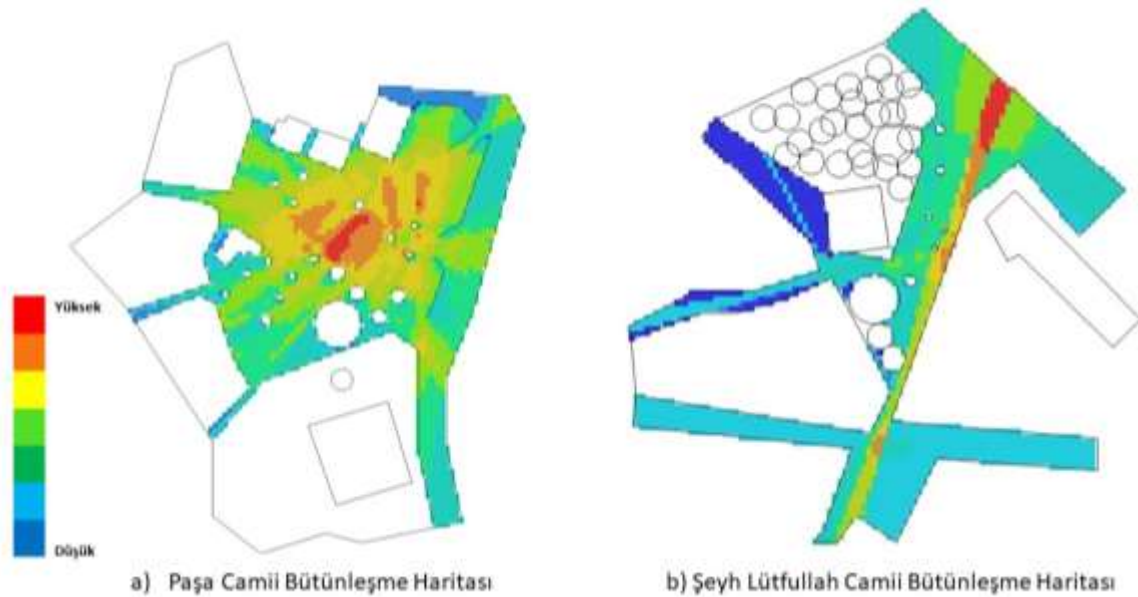 Yüksek
Düşük
a) Paşa Camii Bütünleşme Haritası
b) Şeyh Lütfullah Camii Bütünleşme Haritası